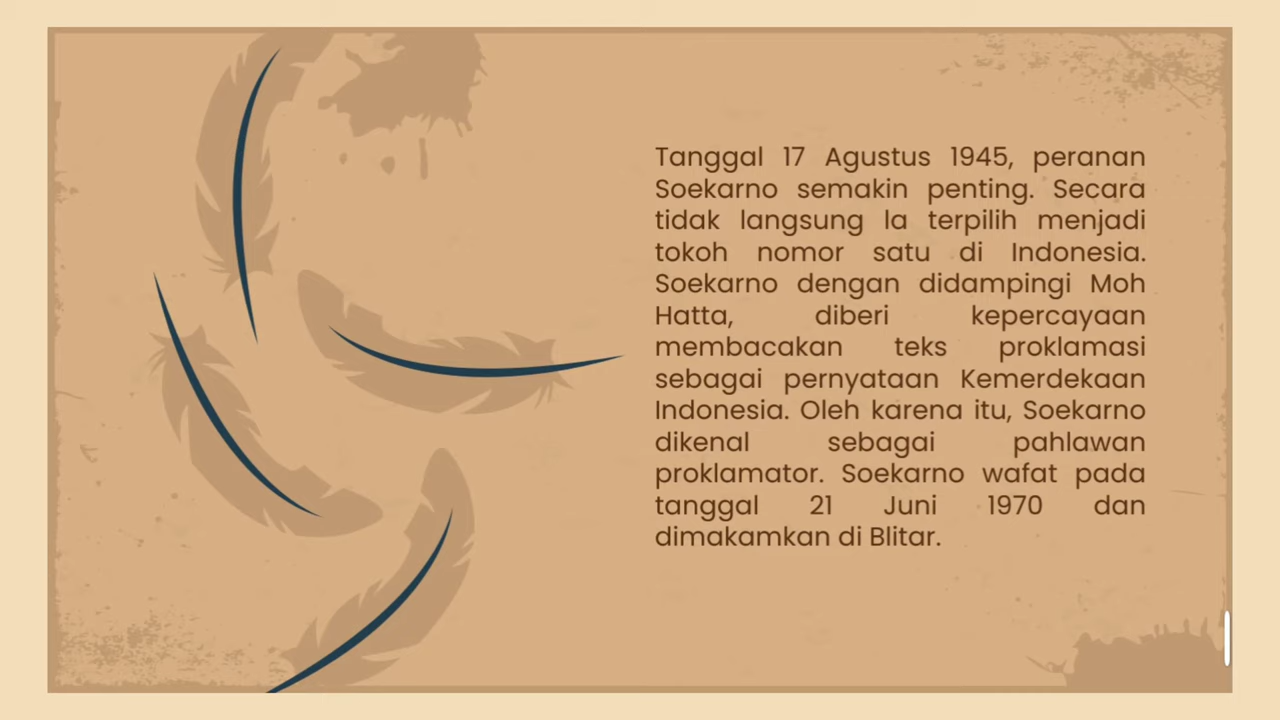 Tanggal 17 Agustus 1945, peranan
Soekarno semakin penting. Secara
tidak langsung Ia terpilih menjadi
tokoh nomor satu di Indonesia.
Soekarno dengan didampingi Moh
Hatta, diberi kepercayaan
membacakan teks proklamasi
sebagai pernyataan Kemerdekaan
Indonesia. Oleh karena itu, Soekarno
dikenal sebagai pahlawan
proklamator. Soekarno wafat pada
tanggal 21 Juni 1970 dan
dimakamkan di Blitar.